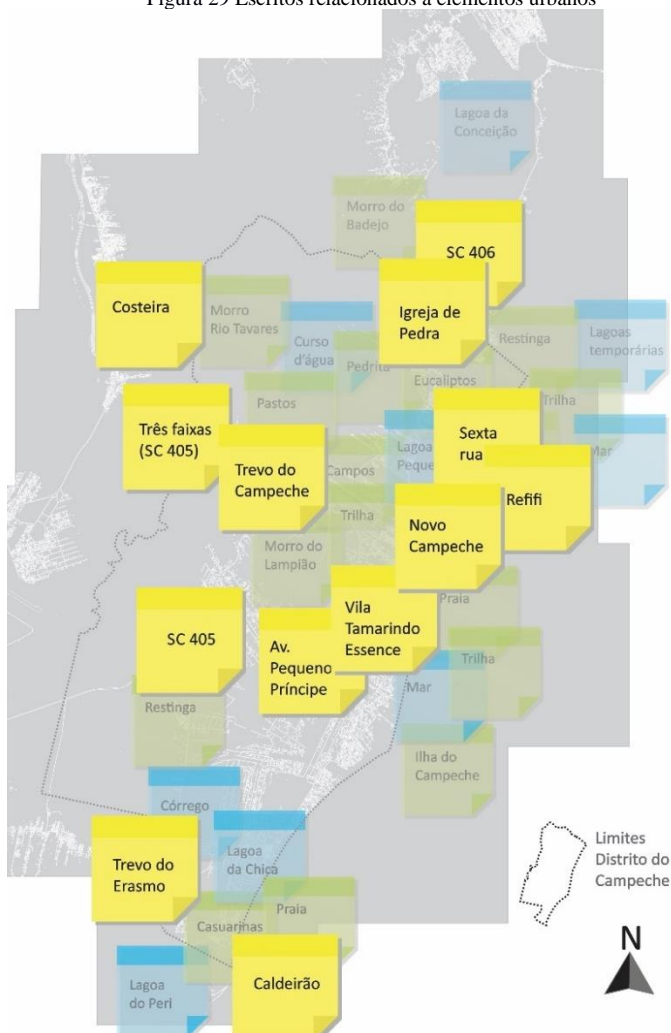 Figura 29 Escritos relacionados a elementos urbanos
Lagoa da
Conceição
Morro do
Badejo
SC 406
Costeira
Morro
Rio Tavares
Curso
d'água
Igreja de
Pedra
Restinga
Lagoas
temporárias
Pedrita
Eucaliptos
Pastos
Trilha
Três faixas
(SC 405)
Trevo do
Campeche
Campos
Lagoa
Peque
Sexta
rua
Mar
Refifi
Trilha
Novo
Campeche
Morro do
Lampião
Vila
Tamarindo
Essence
Praia
SC 405
Av.
Pequeno
Príncipe
Trilha
Mar
Restinga
Ilha do
Campeche
Córrego
Trevo do
Erasmo
Lagoa
da Chica
Limites
Distrito do
Campeche
Praia
Casuarinas
N
Lagoa
do Peri
Caldeirão